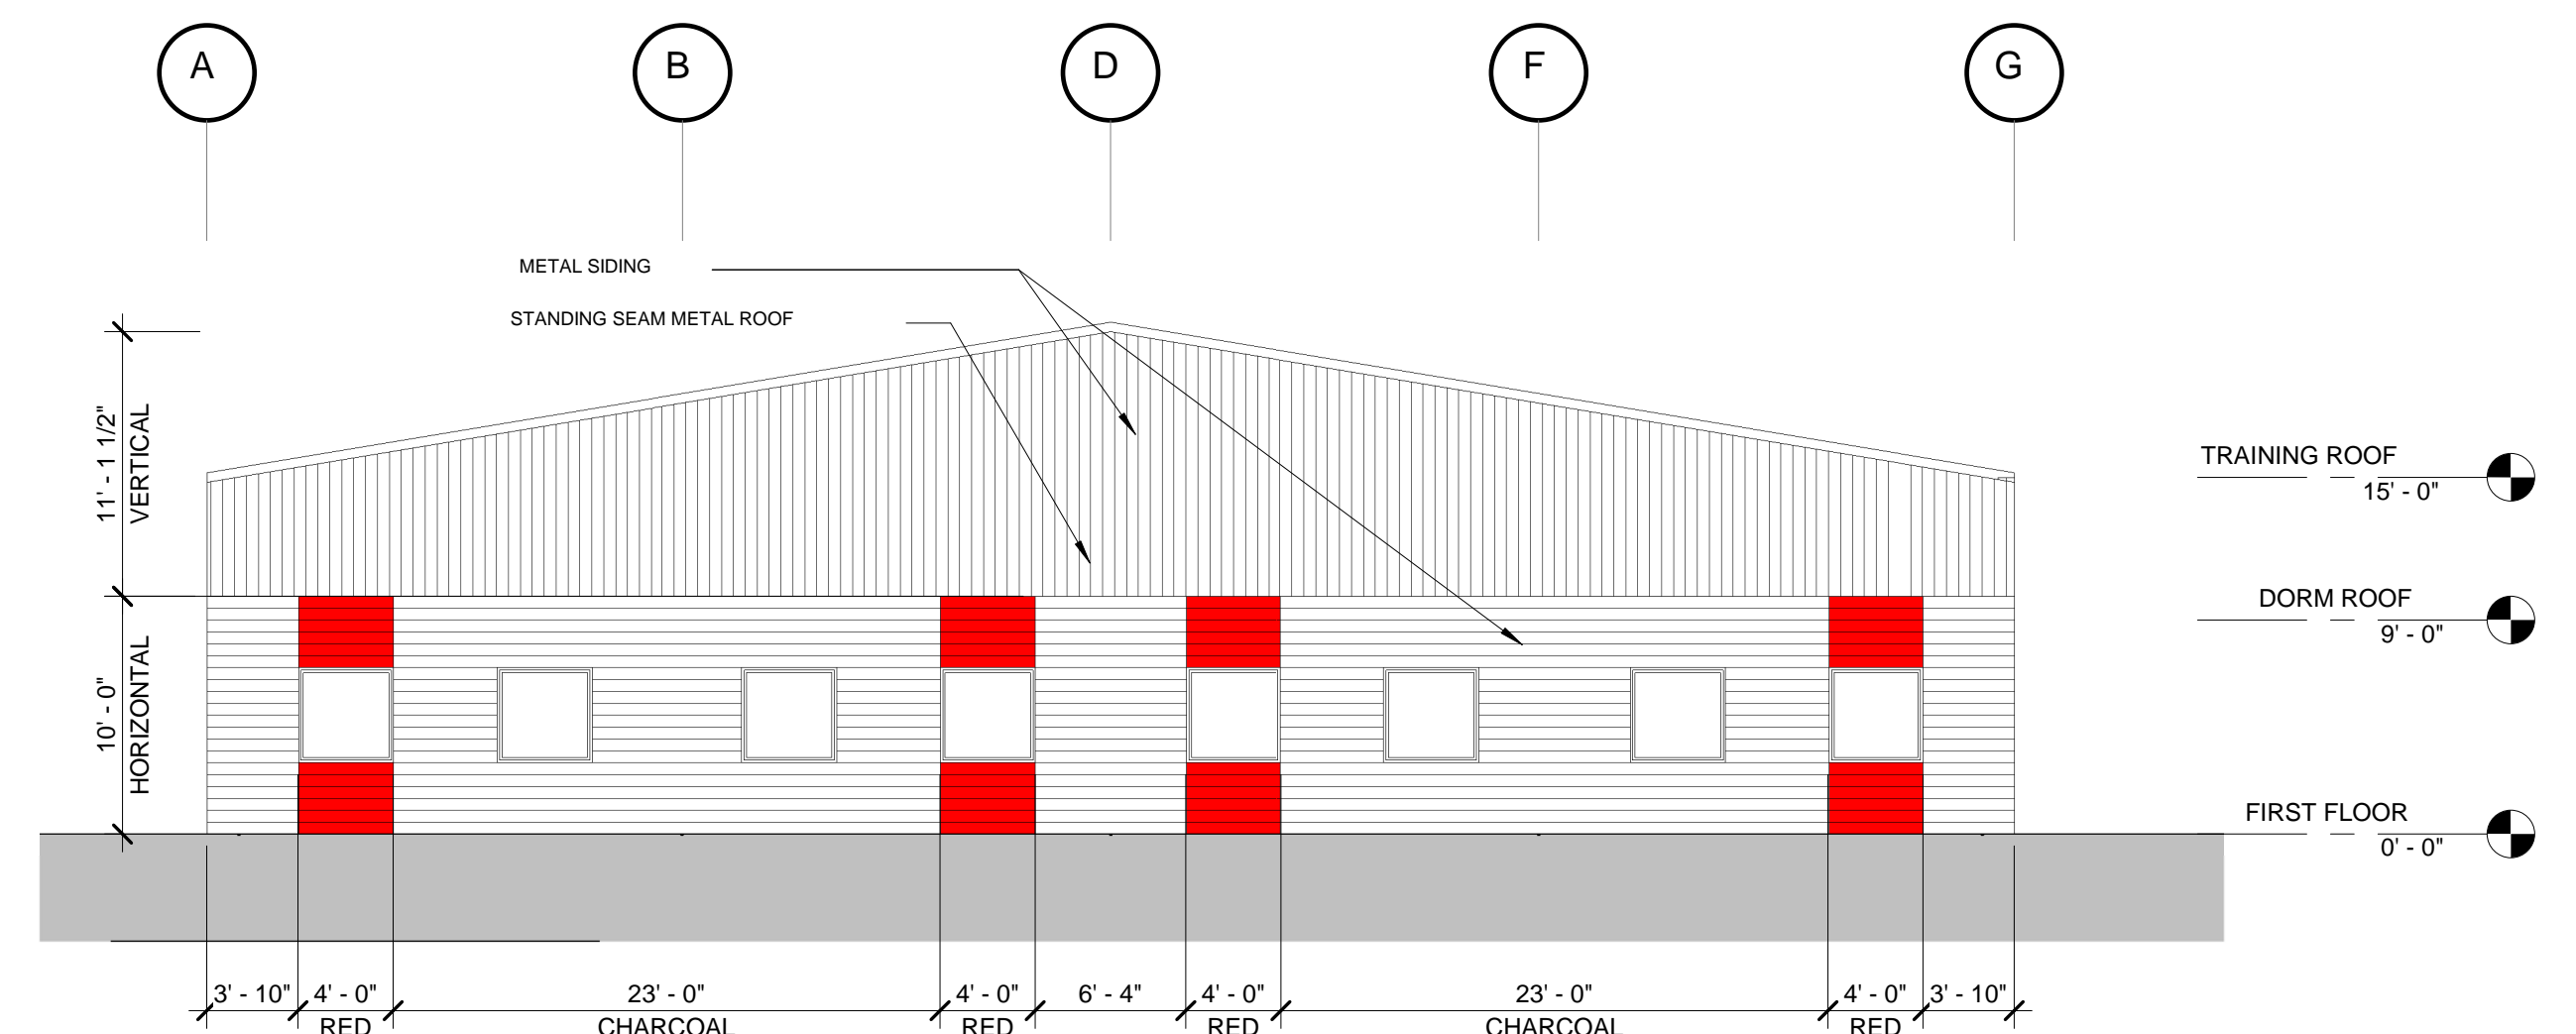 A B D F G
METAL SIDING
STANDING SEAM METAL ROOF
11' - 1 1/2"
VERTICAL
10' - 0"
HORIZONTAL
TRAINING ROOF
15' - 0"
DORM ROOF
9' - 0"
FIRST FLOOR
0' - 0"
3' - 10" 4' - 0" 23' - 0" 4' - 0" 6' - 4" 4' - 0" 23' - 0" 4' - 0" 3' - 10"
RED CHARCOAL RED RED CHARCOAL RED